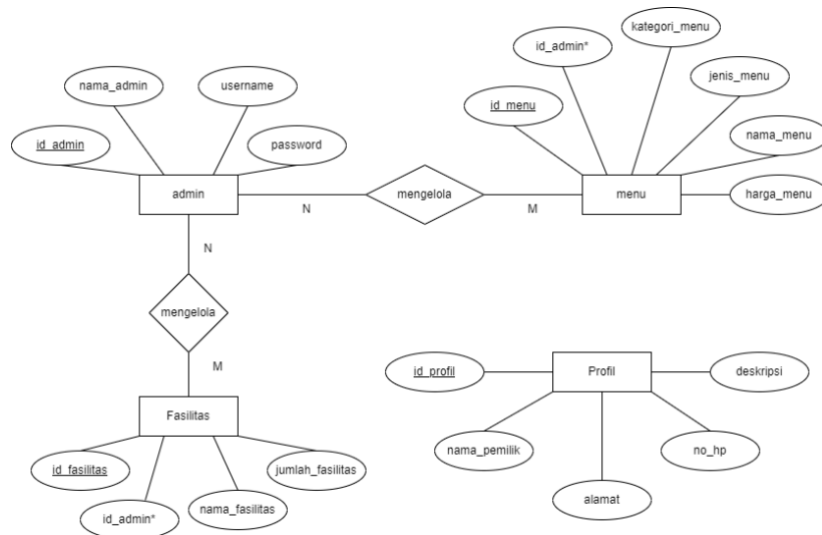 kategori_menu
id_admin*
nama_admin
username
jenis_menu
id_menu
id_admin
password
nama_menu
admin
mengelola
menu
harga_menu
N
M
N
mengelola
M
id_profil
Profil
deskripsi
Fasilitas
nama_pemilik
no_hp
id_fasilitas
jumlah_fasilitas
alamat
id_admin*
nama_fasilitas